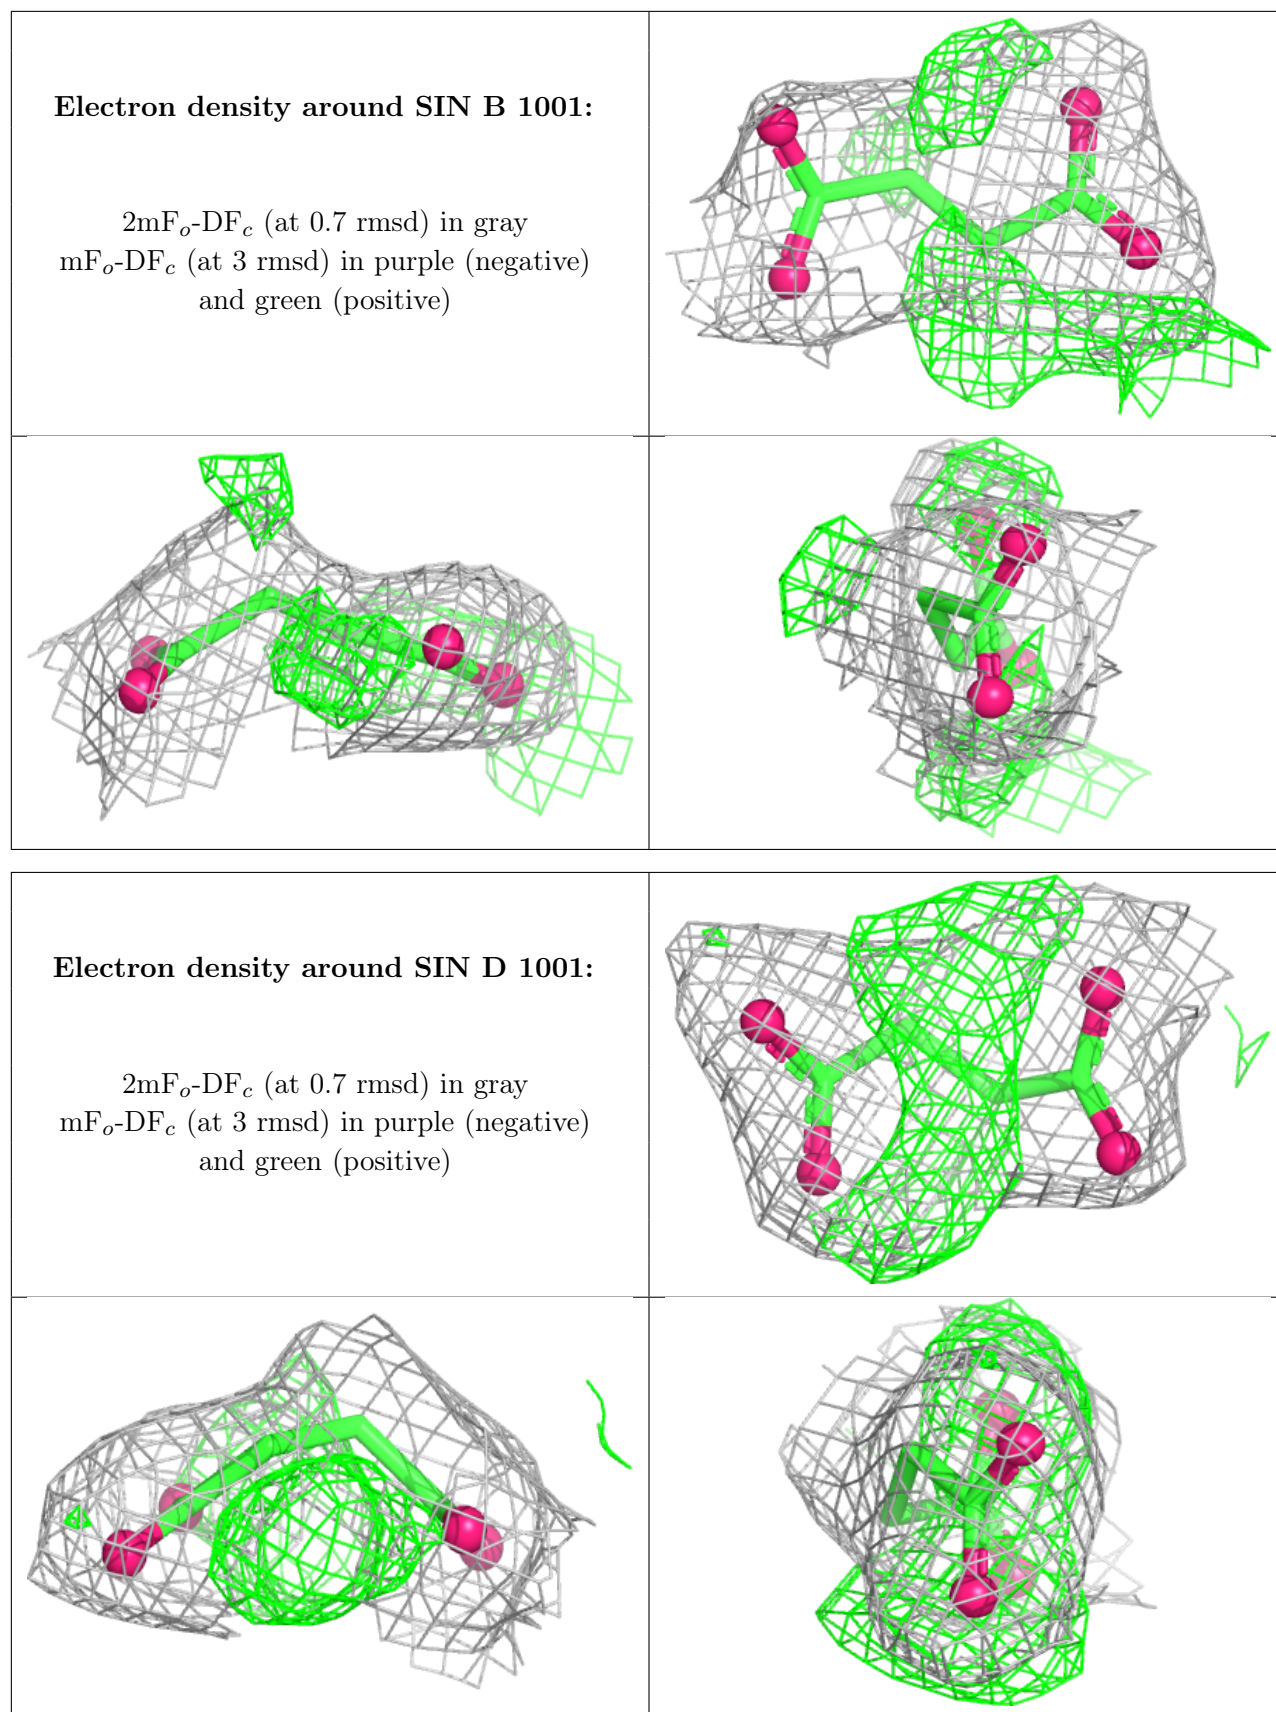 Electron density around SIN B 1001:
2mFo-DFc (at 0.7 rmsd) in gray
mFo-DFc (at 3 rmsd) in purple (negative)
and green (positive)
Electron density around SIN D 1001:
2mFo-DFc (at 0.7 rmsd) in gray
mFo-DFc (at 3 rmsd) in purple (negative)
and green (positive)